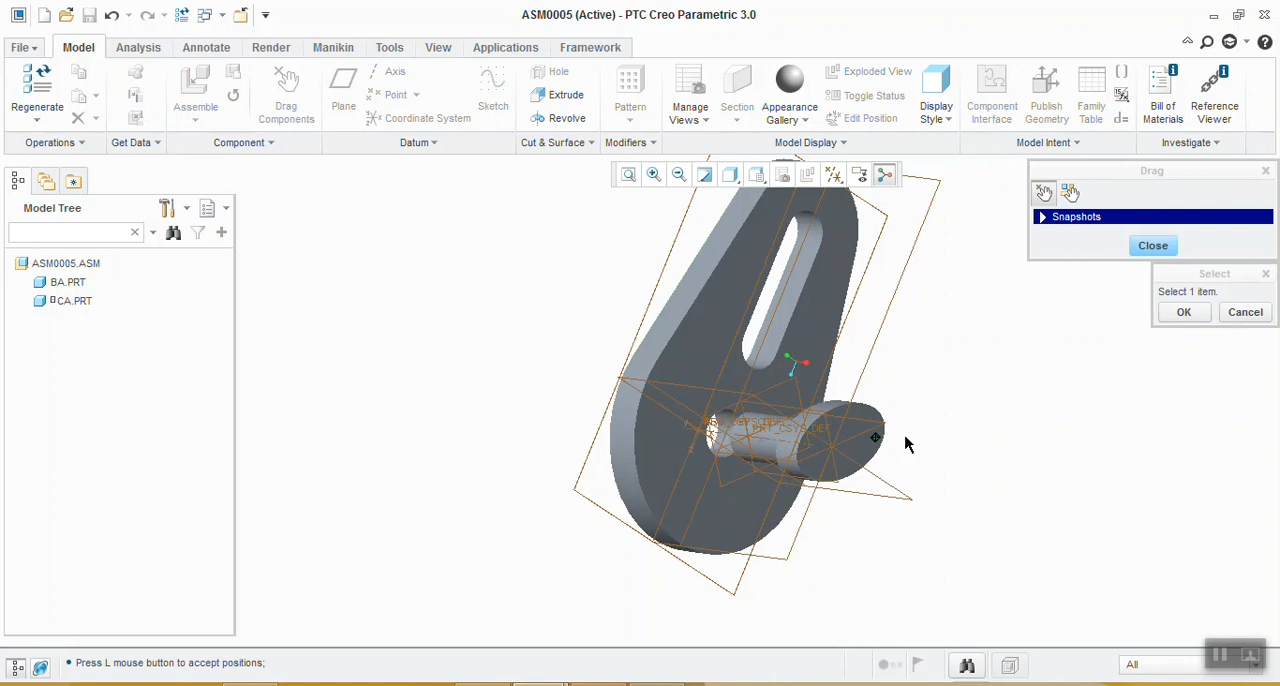 ASM0005 (Active) - PTC Creo Parametric 3.0
File
Model
Analysis
Annotate
Render
Manikin
Tools
View
Applications
Framework
Regenerate
Assemble
Drag
Components
Plane
Axis
Point
Coordinate System
Sketch
Hole
Extrude
Revolve
Pattern
Manage
Views
Section
Appearance
Gallery
Exploded View
Toggle Status
Edit Position
Display
Style
Component
Interface
Publish
Geometry
Family
Table
Bill of
Materials
Reference
Viewer
Operations
Get Data
Component
Datum
Cut & Surface
Modifiers
Model Display
Model Intent
Investigate
Model Tree
ASM0005.ASM
BA.PRT
CA.PRT
Drag
Snapshots
Close
Select
Select 1 item.
OK
Cancel
Press L mouse button to accept positions;
All